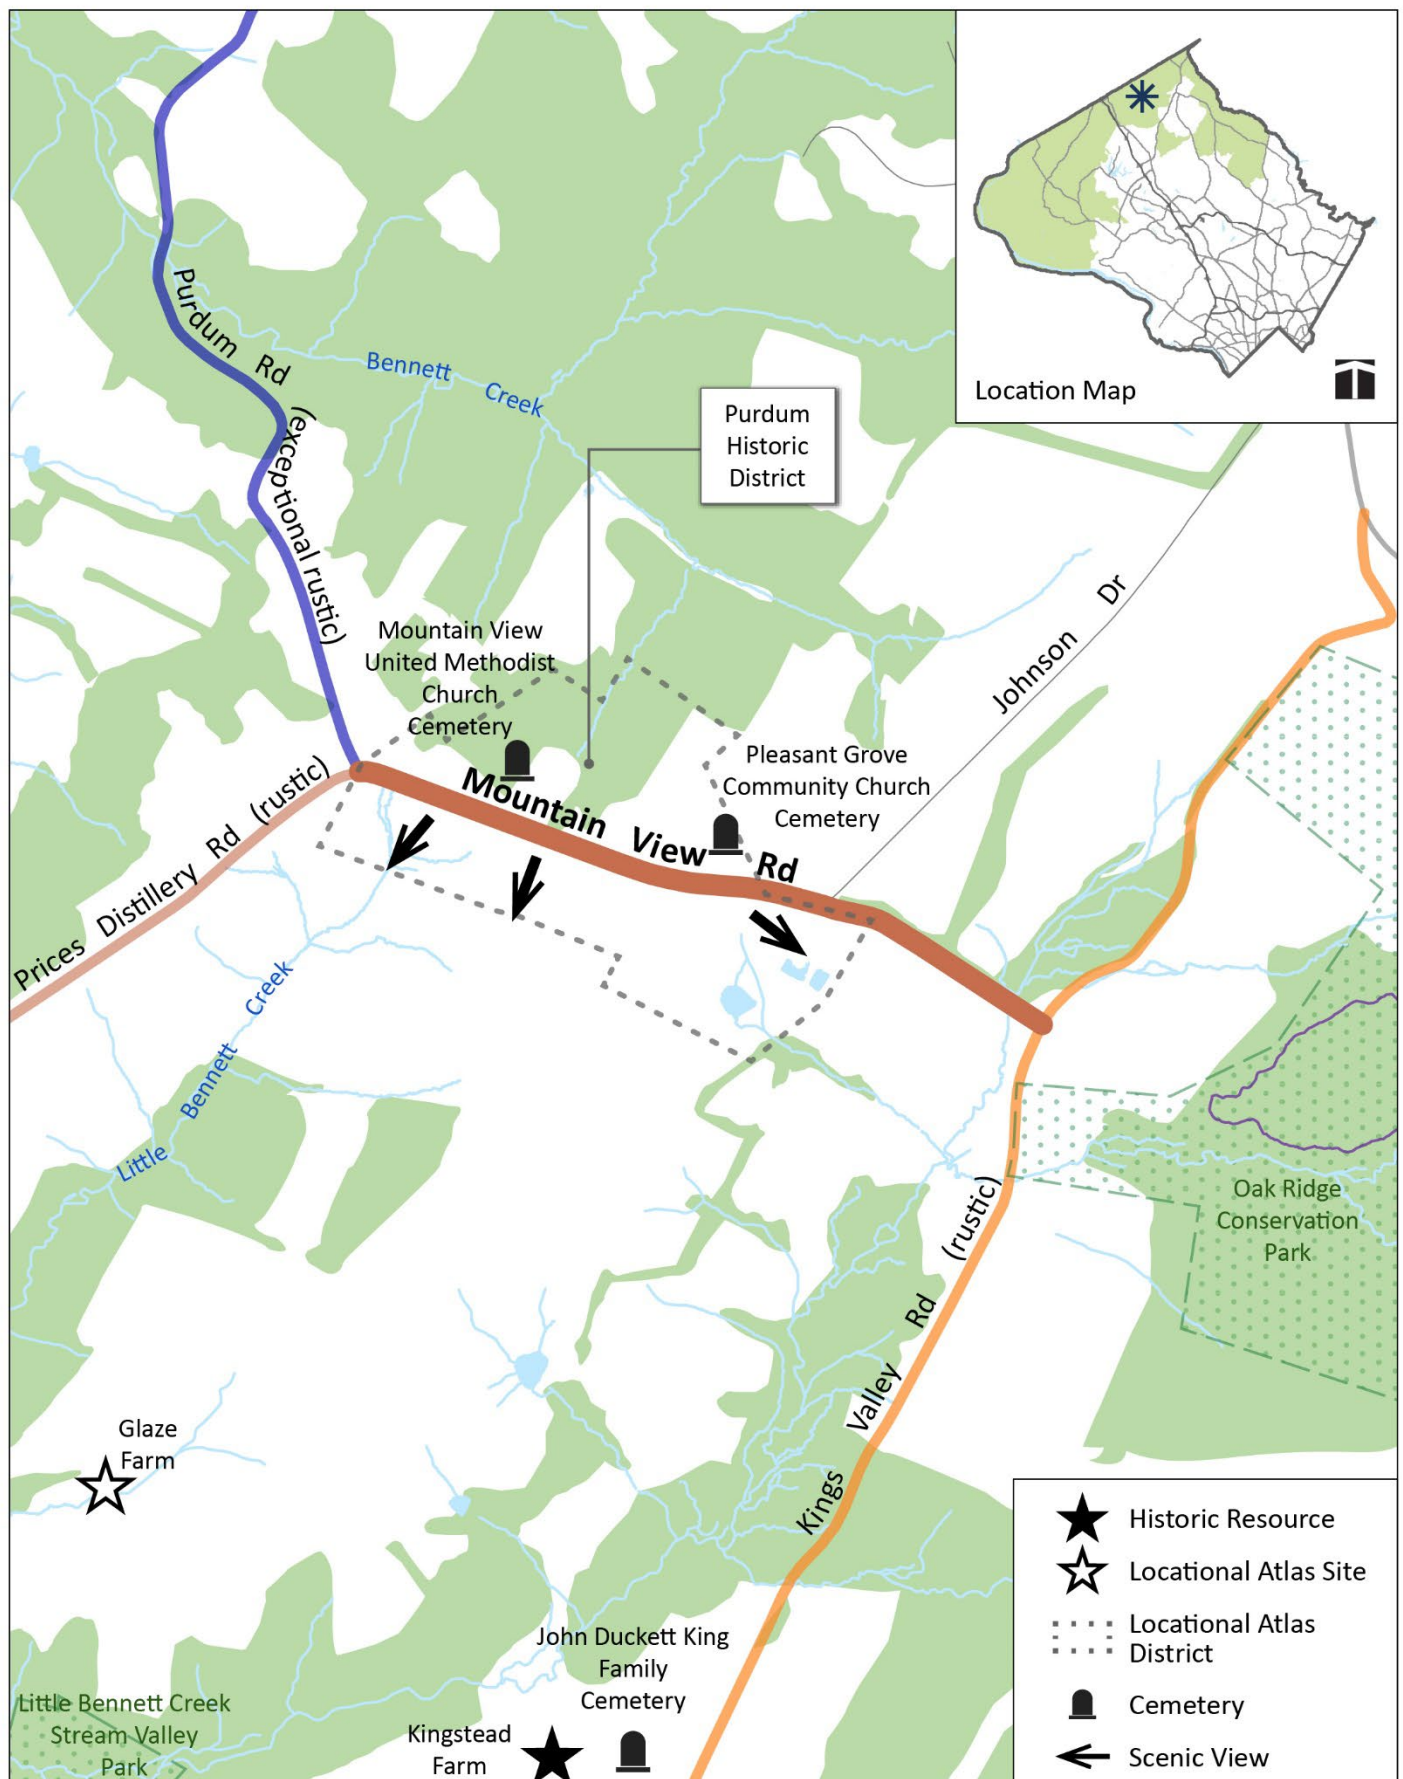 Location Map
Purdum Rd (exceptional rustic)
Bennett Creek
Purdum
Historic
District
Johnson Dr
Mountain View
United Methodist
Church
Cemetery
Pleasant Grove
Community Church
Cemetery
Mountain View Rd
Prices Distillery Rd (rustic)
Little Bennett Creek
Oak Ridge
Conservation
Park
Kings Valley Rd (rustic)
Glaze
Farm
John Duckett King
Family
Cemetery
Kingstead
Farm
Little Bennett Creek
Stream Valley
Park
Historic Resource
Locational Atlas Site
Locational Atlas
District
Cemetery
Scenic View